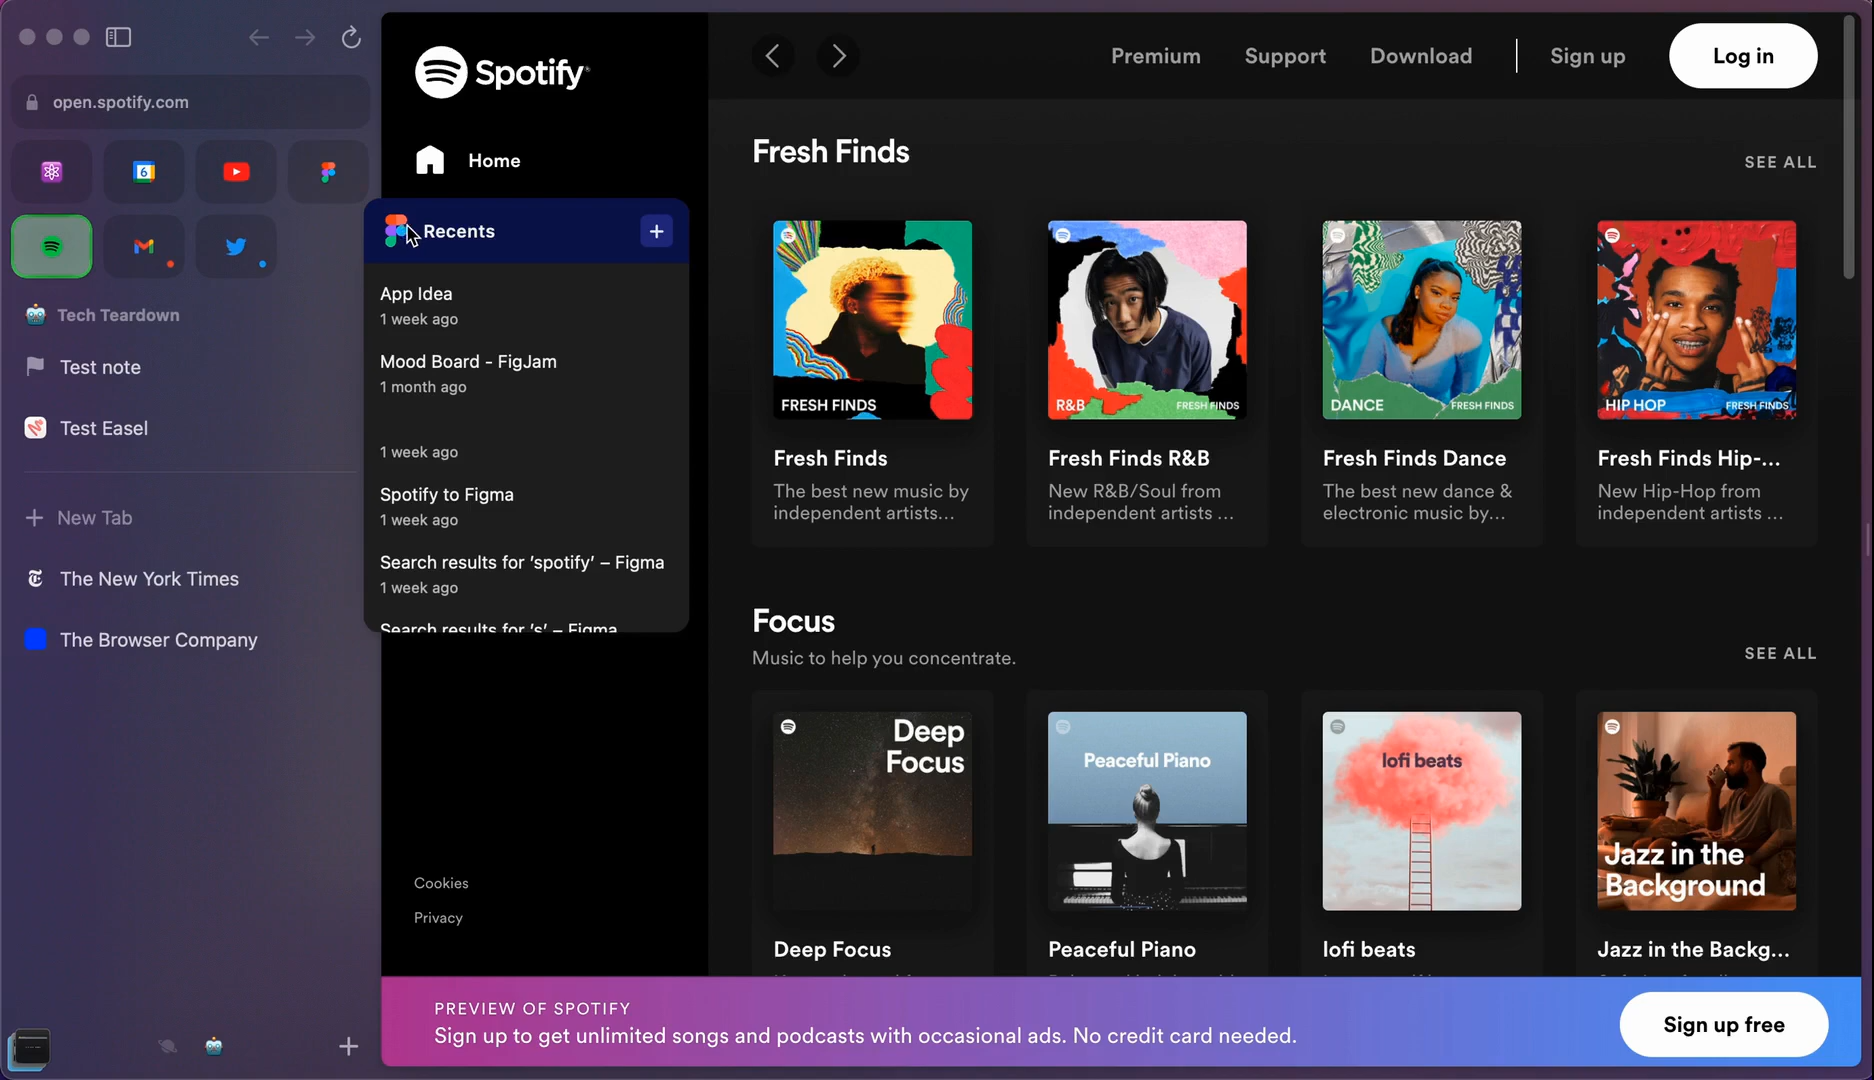 open.spotify.com
6
Tech Teardown
Test note
Test Easel
New Tab
The New York Times
The Browser Company
Spotify
Home
Recents
App Idea
1 week ago
Mood Board - FigJam
1 month ago
1 week ago
Spotify to Figma
1 week ago
Search results for ‘spotify’ – Figma
1 week ago
Search results for ‘s’ – Figma
Cookies
Privacy
Premium
Support
Download
Sign up
Log in
Fresh Finds
SEE ALL
FRESH FINDS
R&B
FRESH FINDS
DANCE
FRESH FINDS
HIP HOP
FRESH FINDS
Fresh Finds
The best new music by
independent artists...
Fresh Finds R&B
New R&B/Soul from
independent artists ...
Fresh Finds Dance
The best new dance &
electronic music by...
Fresh Finds Hip-...
New Hip-Hop from
independent artists ...
Focus
Music to help you concentrate.
SEE ALL
Deep
Focus
Peaceful Piano
lofi beats
Jazz in the
Background
Deep Focus
Peaceful Piano
lofi beats
Jazz in the Backg...
PREVIEW OF SPOTIFY
Sign up to get unlimited songs and podcasts with occasional ads. No credit card needed.
Sign up free